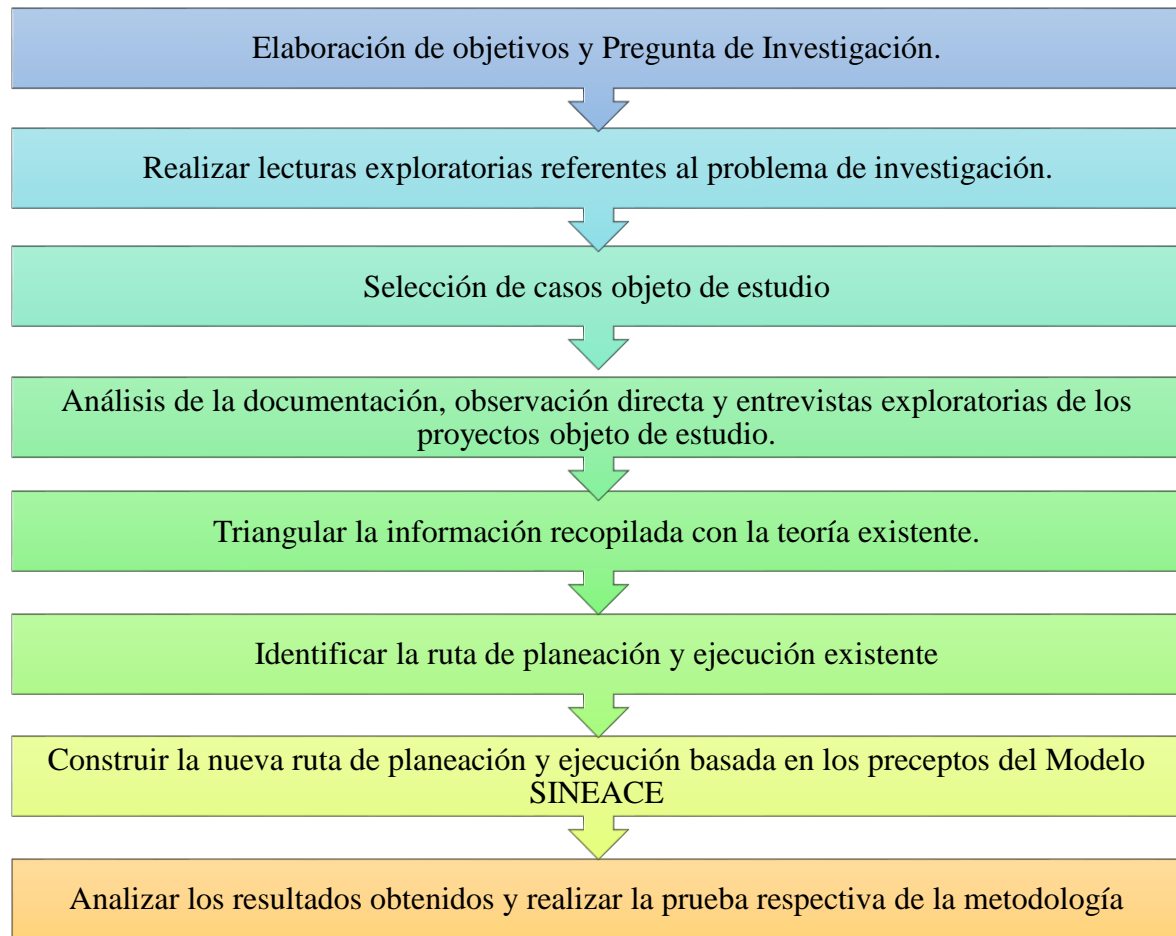 Elaboración de objetivos y Pregunta de Investigación.
Realizar lecturas exploratorias referentes al problema de investigación.
Selección de casos objeto de estudio
Análisis de la documentación, observación directa y entrevistas exploratorias de los
proyectos objeto de estudio.
Triangular la información recopilada con la teoría existente.
Identificar la ruta de planeación y ejecución existente
Construir la nueva ruta de planeación y ejecución basada en los preceptos del Modelo
SINEACE
Analizar los resultados obtenidos y realizar la prueba respectiva de la metodología